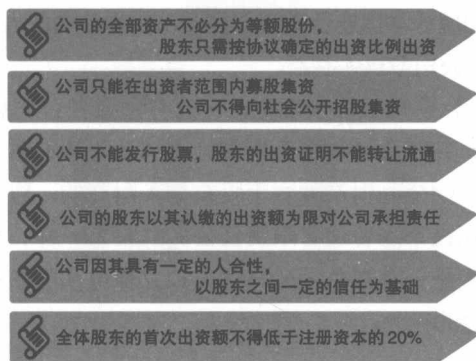 公司的全部资产不必分为等额股份，
股东只需按协议确定的出资比例出资
公司只能在出资者范围内募股集资
公司不得向社会公开招股集资
公司不能发行股票，股东的出资证明不能转让流通
公司的股东以其认缴的出资额为限对公司承担责任
公司因其具有一定的人合性，
以股东之间一定的信任为基础
全体股东的首次出资额不得低于注册资本的20%